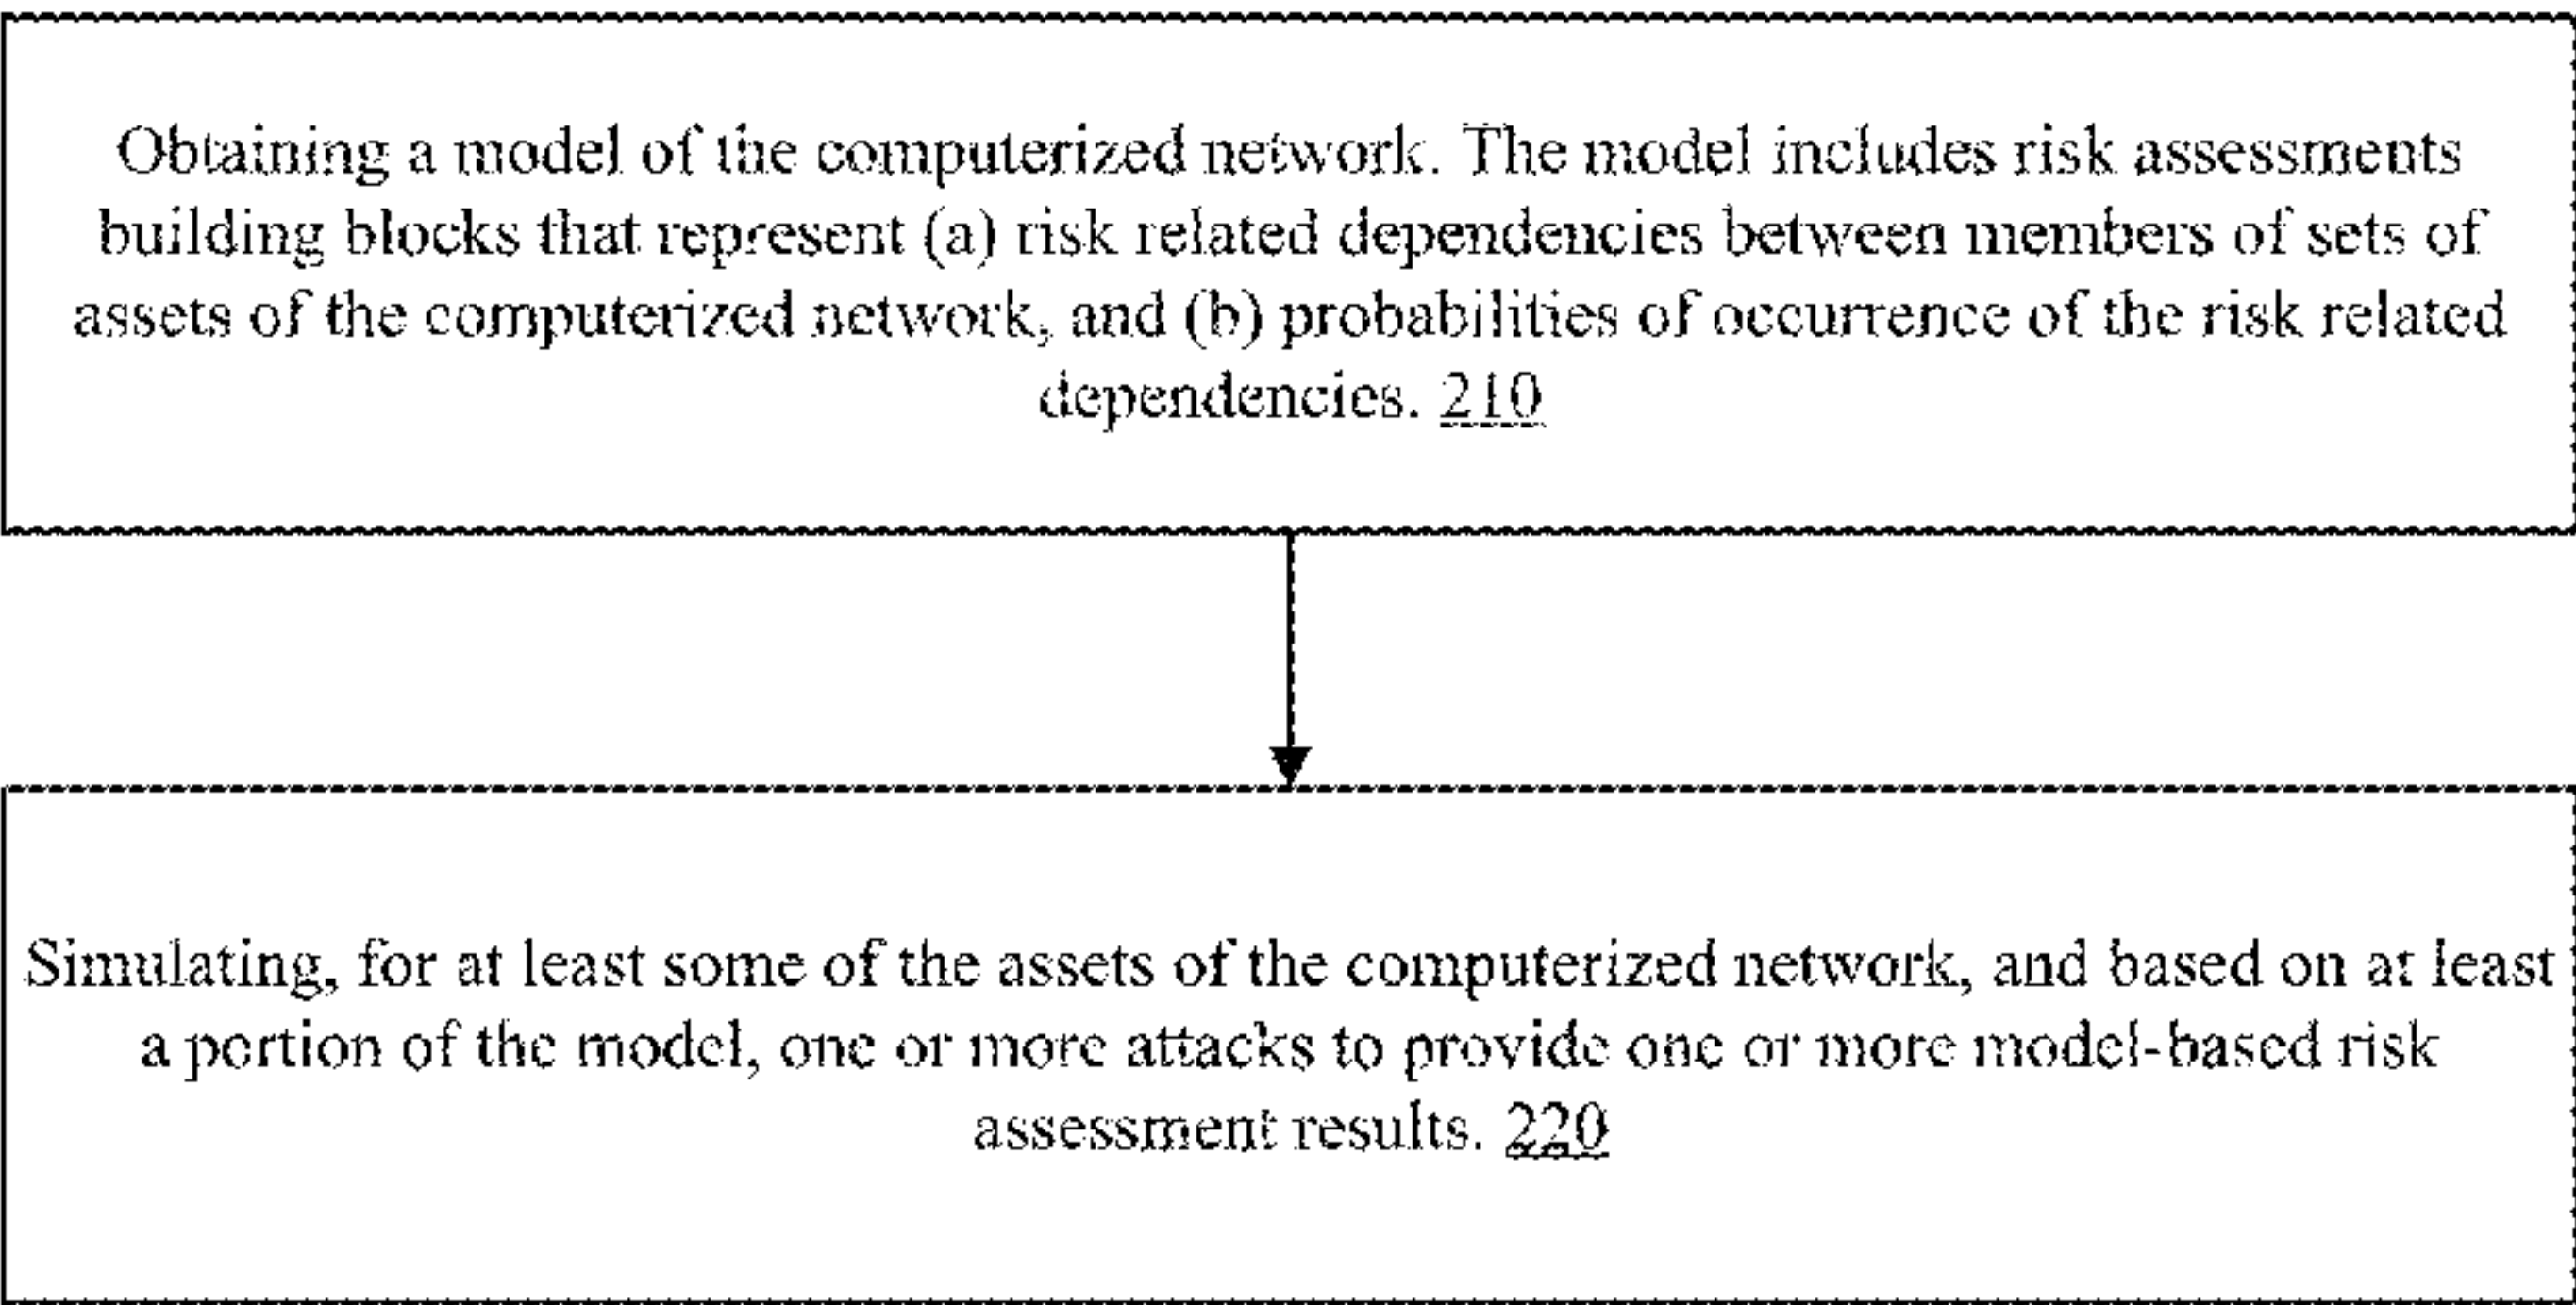 Obtaining a model of the computerized network. The model includes risk assessments
building blocks that represent (a) risk related dependencies between members of sets of
assets of the computerized network, and (b) probabilities of occurrence of the risk related
dependencies. 210
Simulating, for at least some of the assets of the computerized network, and based on at least
a portion of the model, one or more attacks to provide one or more model-based risk
assessment results. 220